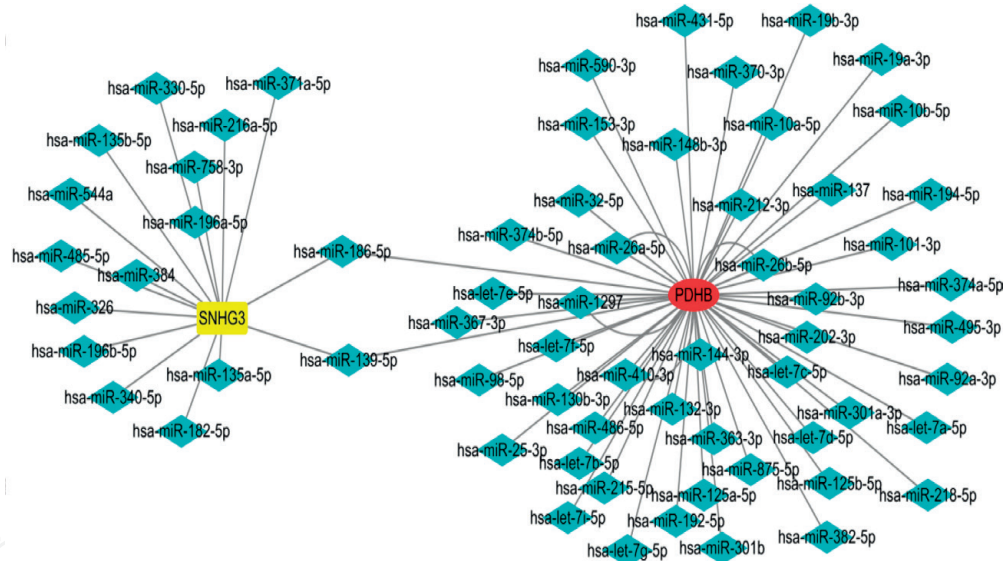 hsa-miR-431-5p
hsa-miR-19b-3p
hsa-miR-19a-3p
hsa-miR-590-3p
hsa-miR-370-3p
hsa-miR-330-5p
hsa-miR-371a-5p
hsa-miR-10b-5p
hsa-miR-216a-5p
hsa-miR-153-3p
hsa-miR-10a-5p
hsa-miR-135b-5p
hsa-miR-148b-3p
hsa-miR-758-3p
hsa-miR-544a
hsa-miR-137
hsa-miR-194-5p
hsa-miR-32-5p
hsa-miR-212-3p
hsa-miR-196a-5p
hsa-miR-374b-5p
hsa-miR-26a-5p
hsa-miR-101-3p
hsa-miR-186-5p
hsa-miR-485-5p
hsa-miR-26b-5p
hsa-miR-384
hsa-miR-374a-5p
hsa-let-7e-5p
hsa-miR-1297
PDHB
hsa-miR-92b-3p
hsa-miR-326
SNHG3
hsa-miR-367-3p
hsa-miR-495-3p
hsa-miR-202-3p
hsa-let-7f-5p
hsa-miR-196b-5p
hsa-miR-139-5p
hsa-miR-144-3p
hsa-miR-135a-5p
hsa-miR-98-5p
hsa-miR-410-3p
hsa-let-7c-5p
hsa-miR-92a-3p
hsa-miR-340-5p
hsa-miR-130b-3p
hsa-miR-132-3p
hsa-miR-301a-3p
hsa-let-7a-5p
hsa-miR-182-5p
hsa-miR-486-5p
hsa-miR-363-3p
hsa-let-7d-5p
hsa-miR-25-3p
hsa-let-7b-5p
hsa-miR-875-5p
hsa-miR-125b-5p
hsa-miR-215-5p
hsa-miR-125a-5p
hsa-miR-218-5p
hsa-let-7i-5p
hsa-miR-192-5p
hsa-miR-382-5p
hsa-let-7g-5p
hsa-miR-301b